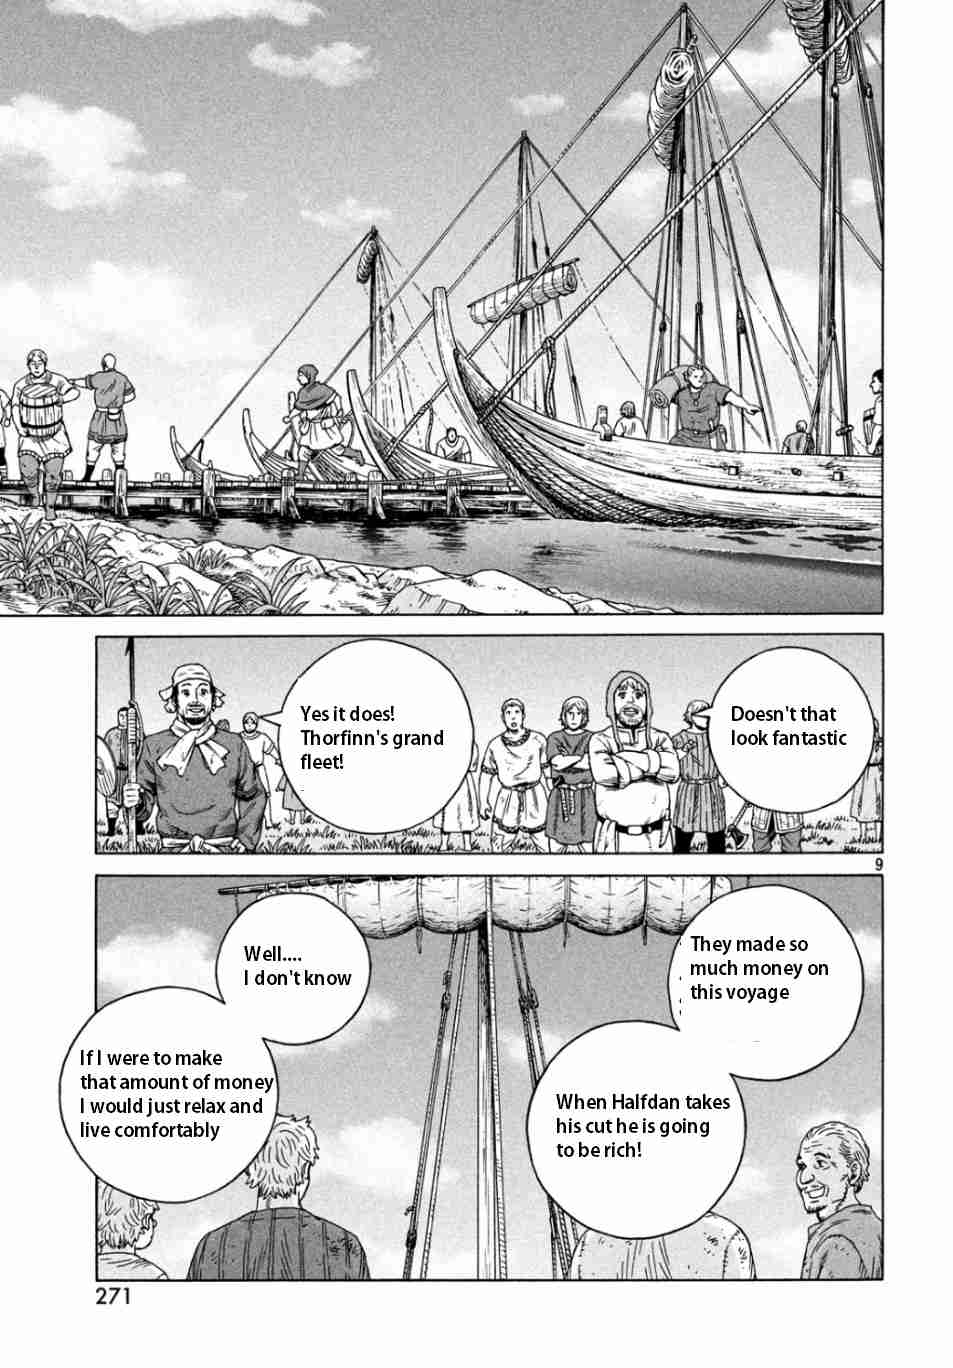 Doesn't that
look fantastic
Yes it does!
Thorfinn's grand
fleet!
9
They made so
much money on
this voyage
When Halfdan takes
his cut he is going
to be rich!
Well....
I don't know
If I were to make
that amount of money
I would just relax and
live comfortably
271